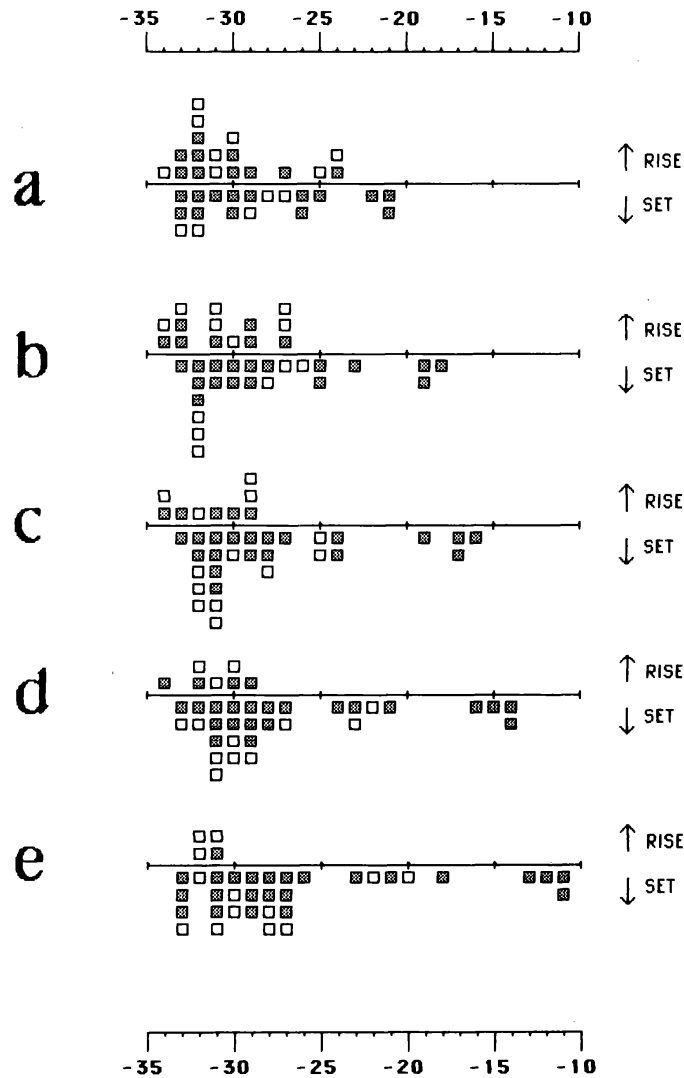 -35 -30 -25 -20 -15 -10
a
↑ RISE
↓ SET
b
↑ RISE
↓ SET
c
↑ RISE
↓ SET
d
↑ RISE
↓ SET
e
↑ RISE
↓ SET
-35 -30 -25 -20 -15 -10